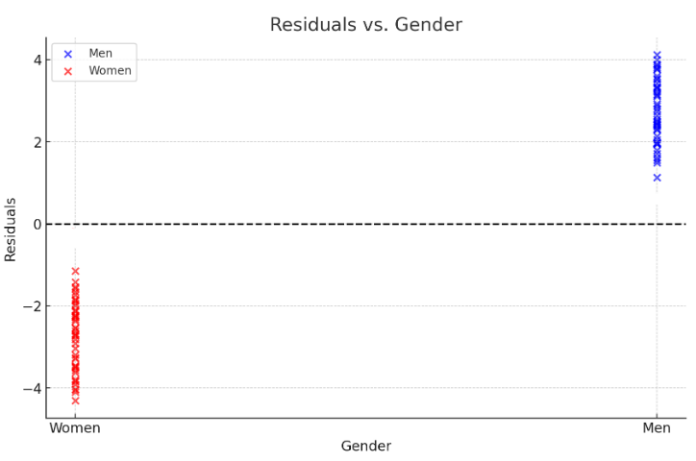 Residuals vs. Gender
Men
Women
4
2
0
−2
−4
Residuals
Women
Men
Gender